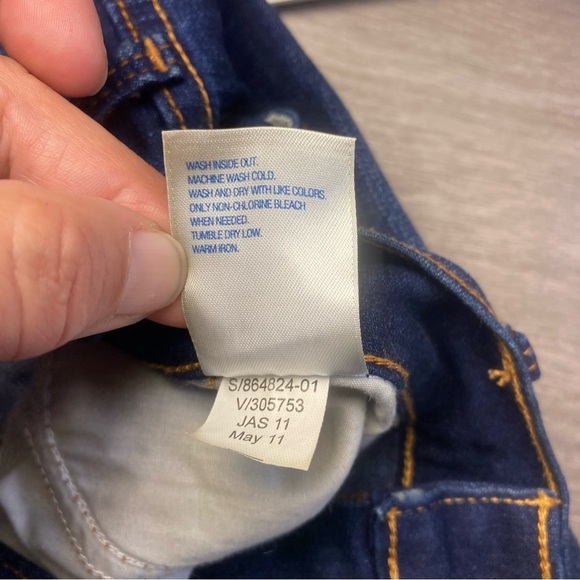 WASH INSIDE OUT.
MACHINE WASH COLD.
WASH AND DRY WITH LIKE COLORS.
ONLY NON-CHLORINE BLEACH
WHEN NEEDED.
TUMBLE DRY LOW.
WARM IRON.
S/864824-01
V/305753
JAS 11
May 11